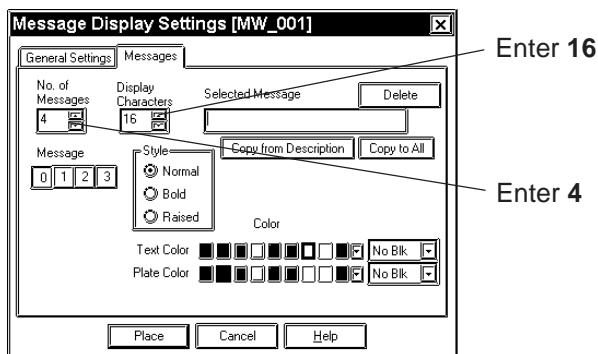 Message Display Settings [MW_001]
General Settings Messages
No. of Messages
Display Characters
Selected Message
Delete
4
16
Copy from Description
Copy to All
Message
0 1 2 3
Style
Normal
Bold
Raised
Color
Text Color
No Blk
Plate Color
No Blk
Place
Cancel
Help
Enter 16
Enter 4